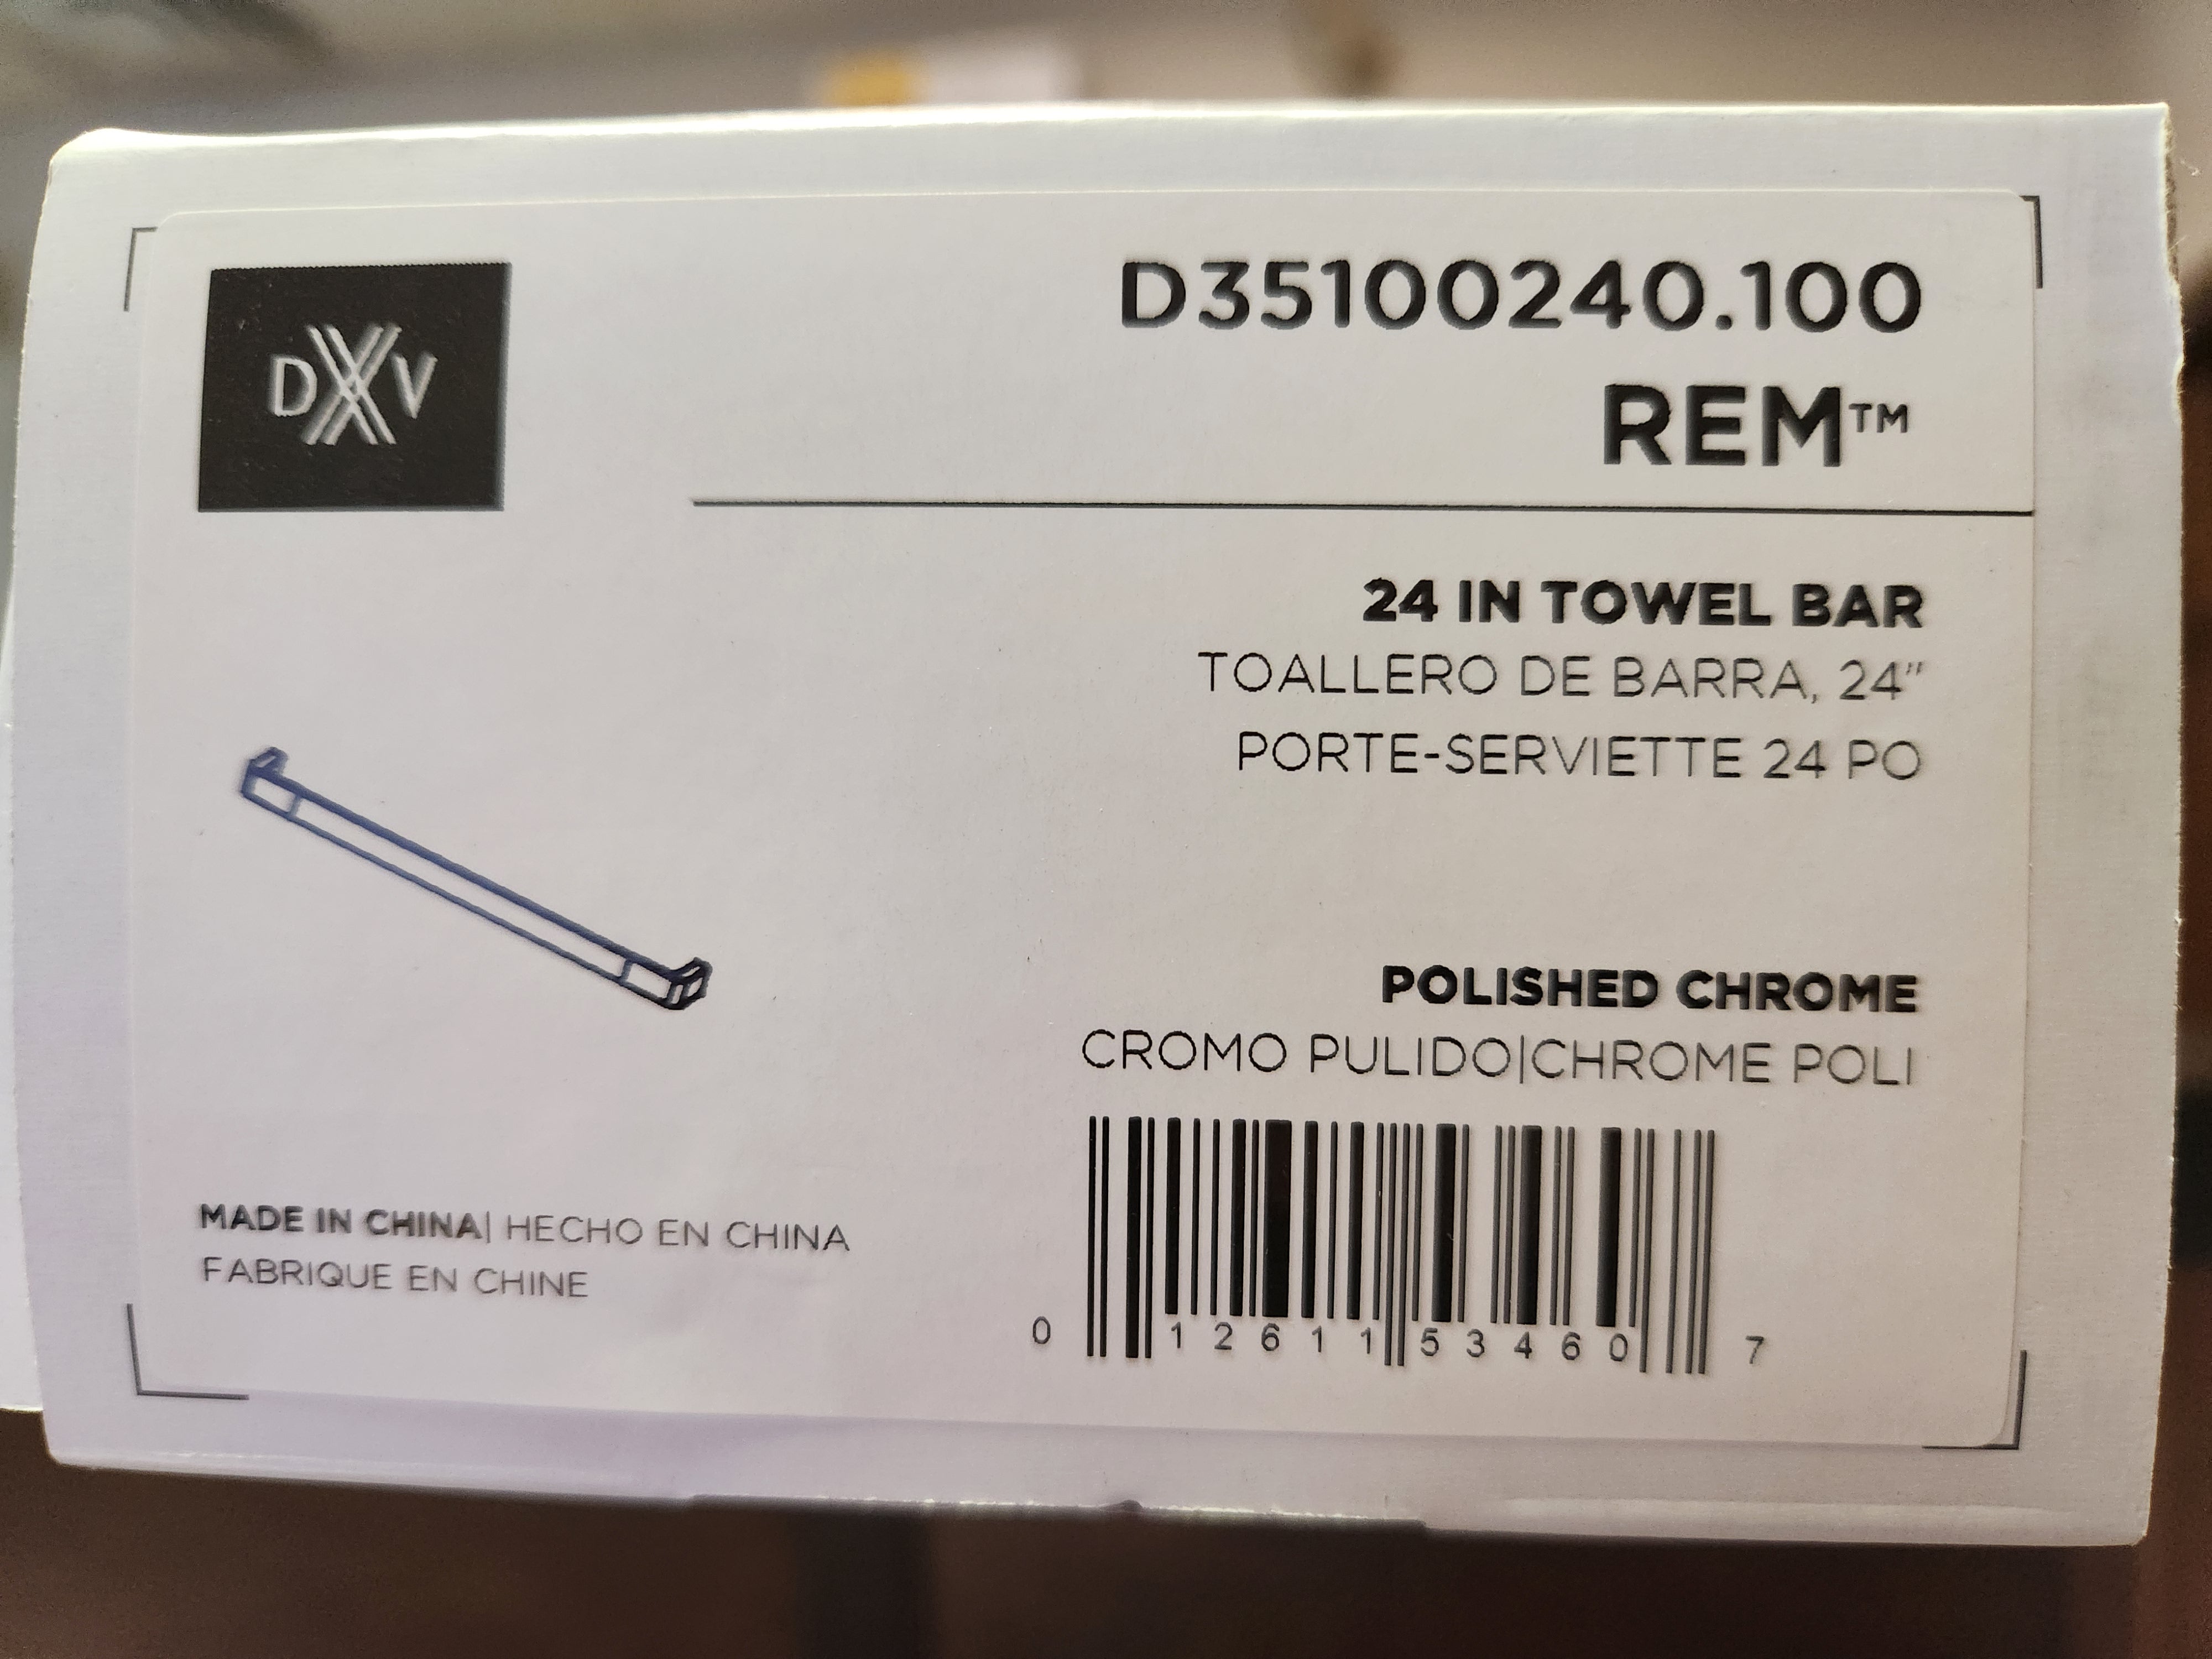 DXV
D35100240.100
REM™
24 IN TOWEL BAR
TOALLERO DE BARRA, 24"
PORTE-SERVIETTE 24 PO
POLISHED CHROME
CROMO PULIDO|CHROME POLI
MADE IN CHINA| HECHO EN CHINA
FABRIQUE EN CHINE
0 12611 53460 7